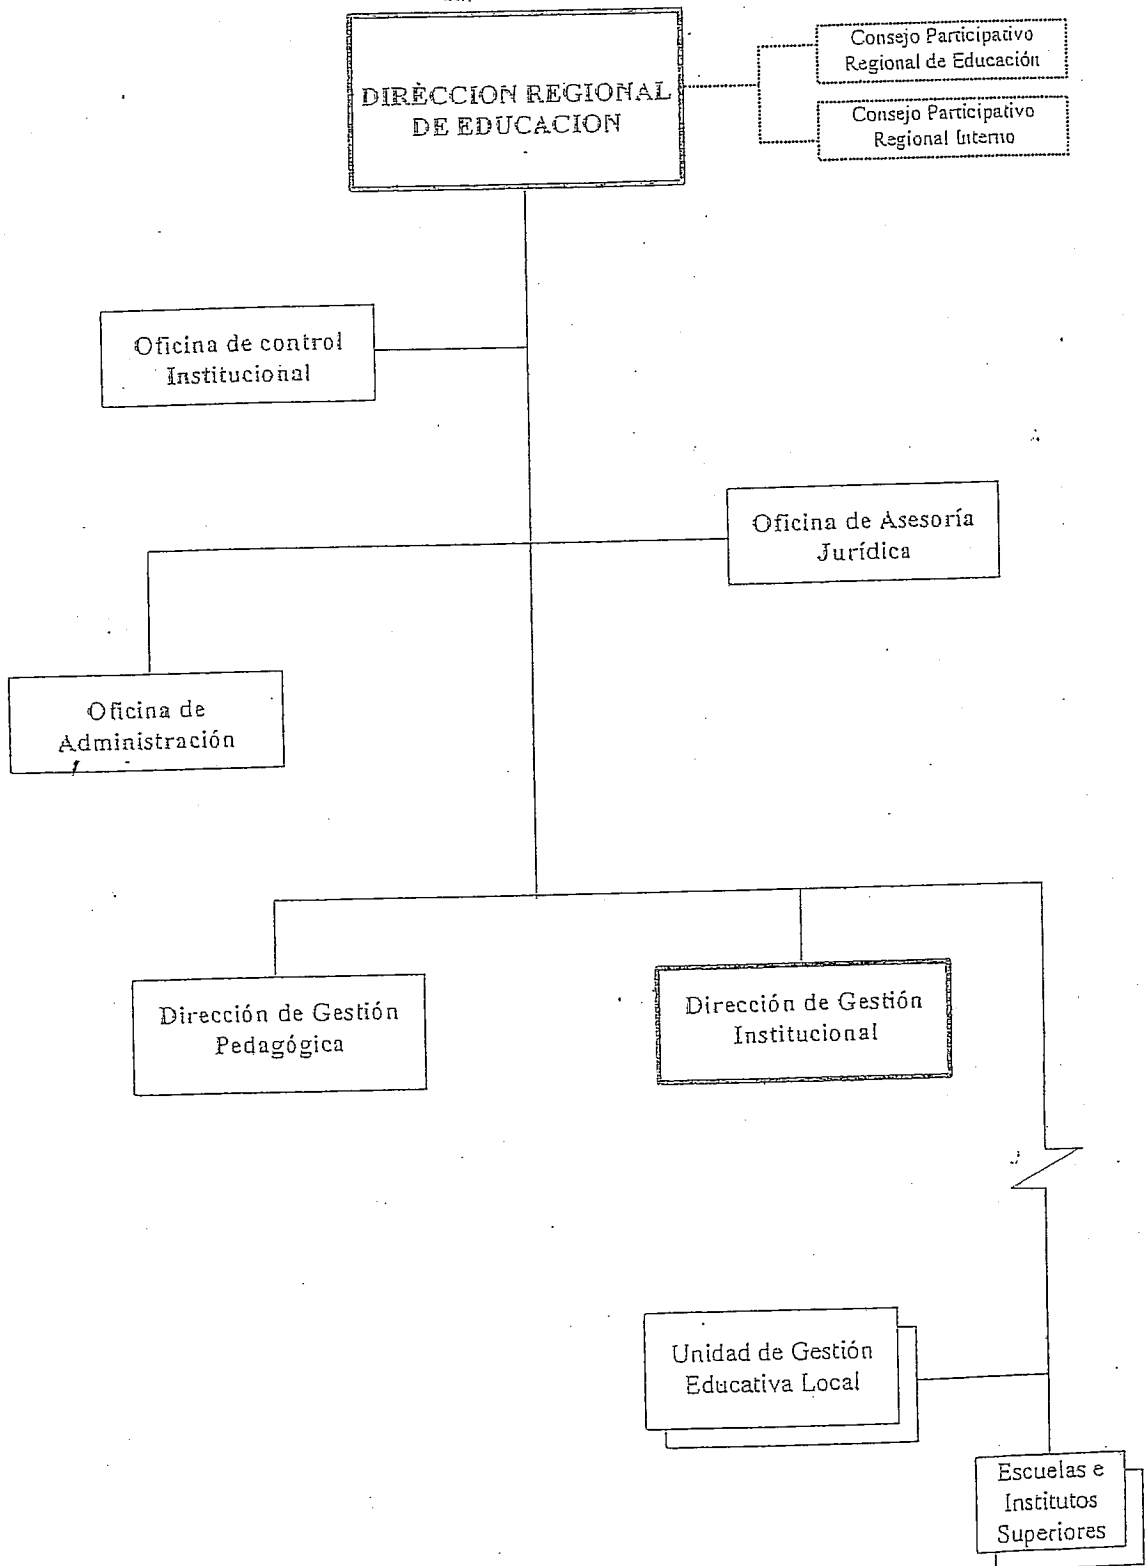 DIRECCION REGIONAL
DE EDUCACION
Consejo Participativo
Regional de Educación
Consejo Participativo
Regional Interno
Oficina de control
Institucional
Oficina de Asesoría
Jurídica
Oficina de
Administración
Dirección de Gestión
Pedagógica
Dirección de Gestión
Institucional
Unidad de Gestión
Educativa Local
Escuelas e
Institutos
Superiores